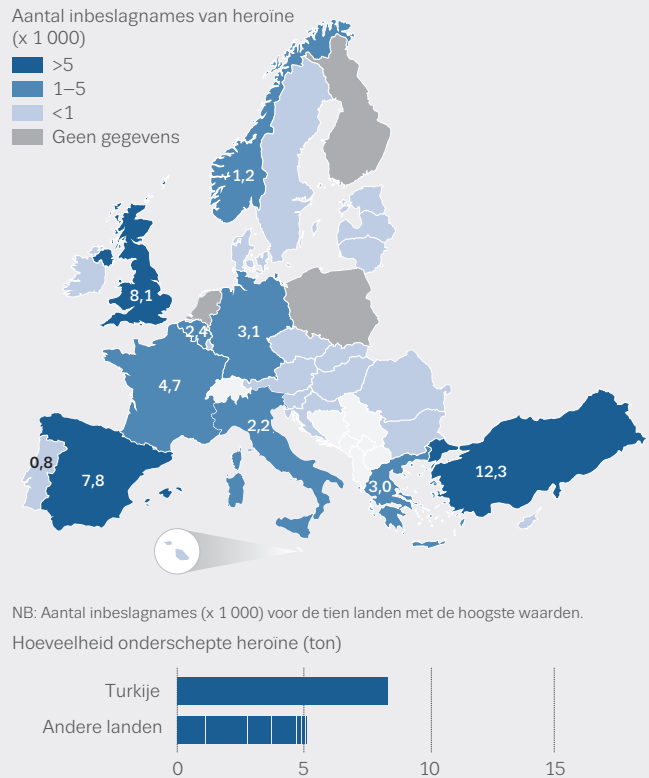 Aantal inbeslagnames van heroïne
(x 1 000)
>5
1–5
<1
Geen gegevens
1,2
8,1
2,4
3,1
4,7
2,2
0,8
7,8
3,0
12,3
NB: Aantal inbeslagnames (x 1 000) voor de tien landen met de hoogste waarden.
Hoeveelheid onderschepte heroïne (ton)
Turkije
Andere landen
0 5 10 15